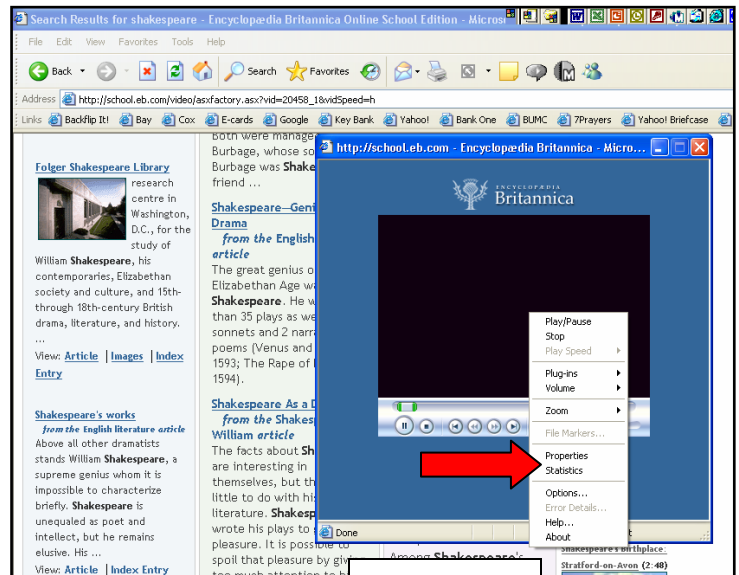 Search Results for shakespeare - Encyclopædia Britannica Online School Edition - Micros
File Edit View Favorites Tools Help
Back Search Favorites
Address http://school.eb.com/video/asxfactory.asx?vid=20458_1&vidSpeed=h
Links Backflip It! Bay Cox E-cards Google Key Bank Yahoo! Bank One BUMC 7Prayers Yahoo! Briefcase
Folger Shakespeare Library
research
centre in
Washington,
D.C., for the
study of
William Shakespeare, his
contemporaries, Elizabethan
society and culture, and 15th-
through 18th-century British
drama, literature, and history.
...
View: Article | Images | Index
Entry
Shakespeare's works
from the English literature article
Above all other dramatists
stands William Shakespeare, a
supreme genius whom it is
impossible to characterize
briefly. Shakespeare is
unequaled as poet and
intellect, but he remains
elusive. His ...
View: Article | Index Entry
Both were manage
Burbage, whose so
Burbage was Shake
friend ...
Shakespeare—Geni
Drama
from the English
article
The great genius o
Elizabethan Age w
Shakespeare. He w
than 35 plays as we
sonnets and 2 narr
poems (Venus and
1593; The Rape of
1594).
Shakespeare As a D
from the Shakes
William article
The facts about Sh
are interesting in
themselves, but th
little to do with his
literature. Shakesp
wrote his plays to
pleasure. It is possible to
spoil that pleasure by giv
too much attention to h
http://school.eb.com - Encyclopædia Britannica - Micro...
ENCYCLOPÆDIA
Britannica
Play/Pause
Stop
Play Speed
Plug-ins
Volume
Zoom
File Markers...
Properties
Statistics
Options...
Error Details...
Help...
About
Done
Among Shakespeare's
Shakespeare's birthplace:
Stratford-on-Avon (2:48)